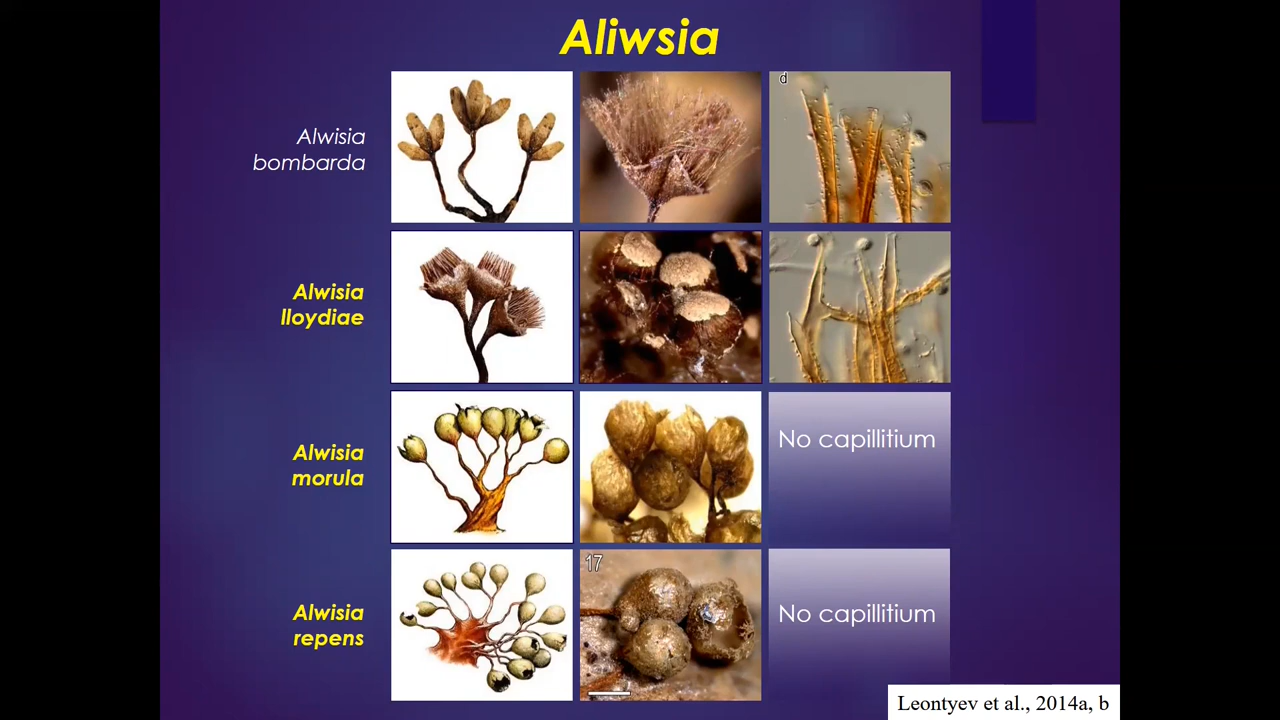 Aliwsia
d
Alwisia
bombarda
Alwisia
lloydiae
Alwisia
morula
No capillitium
17
Alwisia
repens
No capillitium
Leontyev et al., 2014a, b